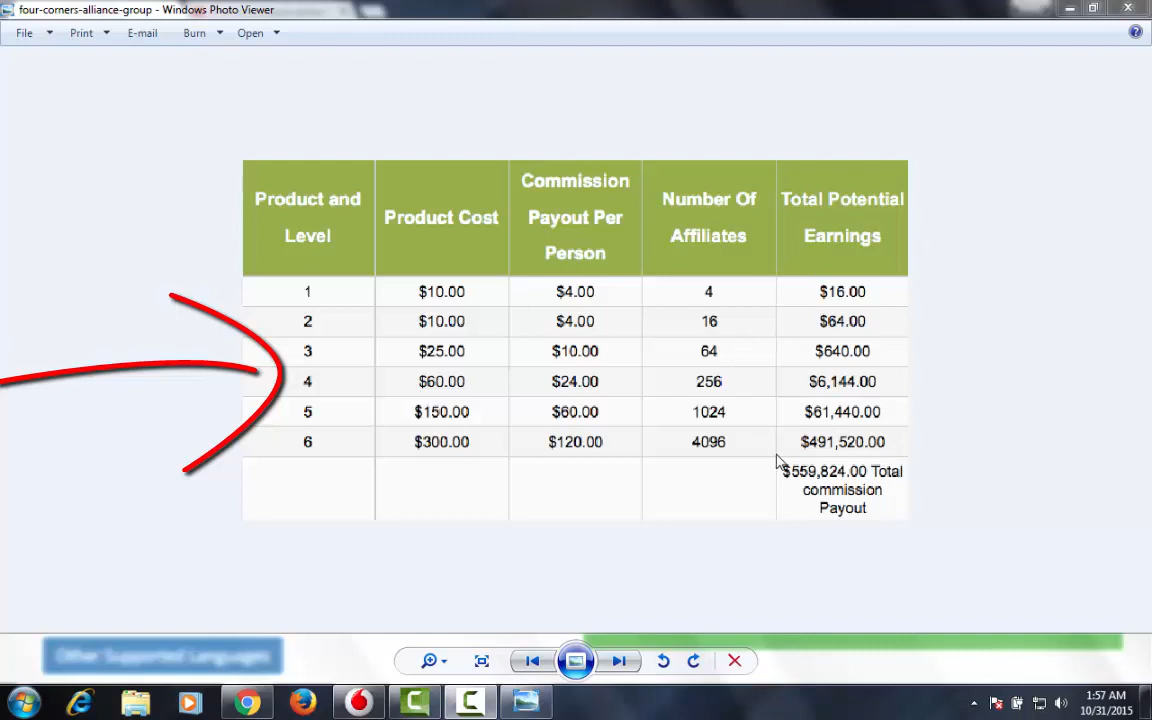 four-corners-alliance-group - Windows Photo Viewer
File Print E-mail Burn Open
Product and Level Product Cost Commission Payout Per Person Number Of Affiliates Total Potential Earnings
1 $10.00 $4.00 4 $16.00
2 $10.00 $4.00 16 $64.00
3 $25.00 $10.00 64 $640.00
4 $60.00 $24.00 256 $6,144.00
5 $150.00 $60.00 1024 $61,440.00
6 $300.00 $120.00 4096 $491,520.00
$559,824.00 Total
commission
Payout
Other Supported Languages
1:57 AM
10/31/2015